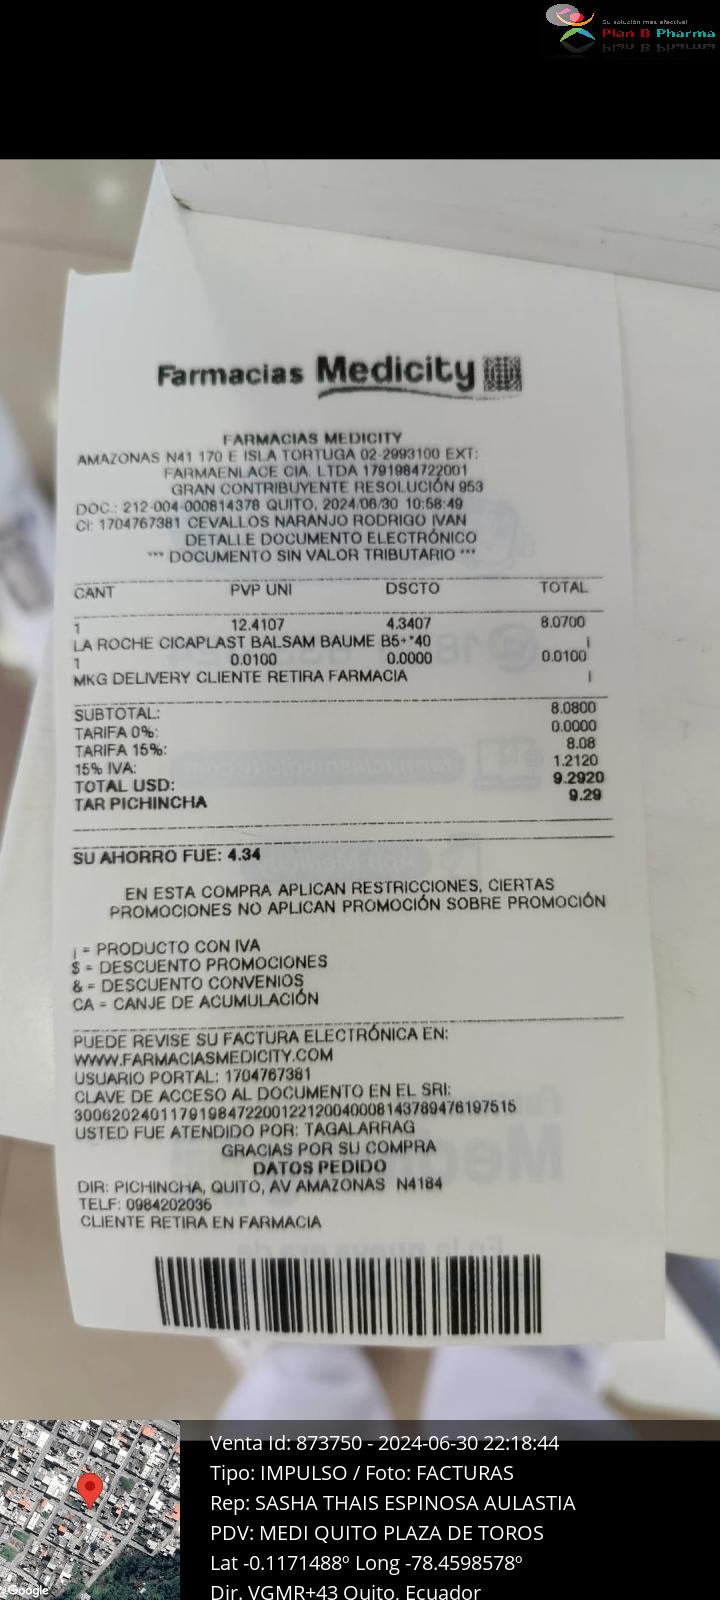 Su solución más efectiva!
Plan B Pharma
Farmacias Medicity
FARMACIAS MEDICITY
AMAZONAS N41 170 E ISLA TORTUGA 02-2993100 EXT:
FARMAENLACE CIA. LTDA 1791984722001
GRAN CONTRIBUYENTE RESOLUCIÓN 953
DOC.: 212-004-000814378 QUITO, 2024/06/30 10:58:49
CI: 1704767381 CEVALLOS NARANJO RODRIGO IVAN
DETALLE DOCUMENTO ELECTRÓNICO
*** DOCUMENTO SIN VALOR TRIBUTARIO ***
CANT PVP UNI DSCTO TOTAL
1 12.4107 4.3407 8.0700
LA ROCHE CICAPLAST BALSAM BAUME B5+*40 i
1 0.0100 0.0000 0.0100
MKG DELIVERY CLIENTE RETIRA FARMACIA i
SUBTOTAL: 8.0800
TARIFA 0%: 0.0000
TARIFA 15%: 8.08
15% IVA: 1.2120
TOTAL USD: 9.2920
TAR PICHINCHA 9.29
SU AHORRO FUE: 4.34
EN ESTA COMPRA APLICAN RESTRICCIONES, CIERTAS
PROMOCIONES NO APLICAN PROMOCIÓN SOBRE PROMOCIÓN
i = PRODUCTO CON IVA
$ = DESCUENTO PROMOCIONES
& = DESCUENTO CONVENIOS
CA = CANJE DE ACUMULACIÓN
PUEDE REVISE SU FACTURA ELECTRÓNICA EN:
WWW.FARMACIASMEDICITY.COM
USUARIO PORTAL: 1704767381
CLAVE DE ACCESO AL DOCUMENTO EN EL SRI:
3006202401179198472200122120040008143789476197515
USTED FUE ATENDIDO POR: TAGALARRAG
GRACIAS POR SU COMPRA
DATOS PEDIDO
DIR: PICHINCHA, QUITO, AV AMAZONAS N4184
TELF: 0984202036
CLIENTE RETIRA EN FARMACIA
Venta Id: 873750 - 2024-06-30 22:18:44
Tipo: IMPULSO / Foto: FACTURAS
Rep: SASHA THAIS ESPINOSA AULASTIA
PDV: MEDI QUITO PLAZA DE TOROS
Lat -0.1171488º Long -78.4598578º
Dir. VGMR+43 Quito, Ecuador
Google